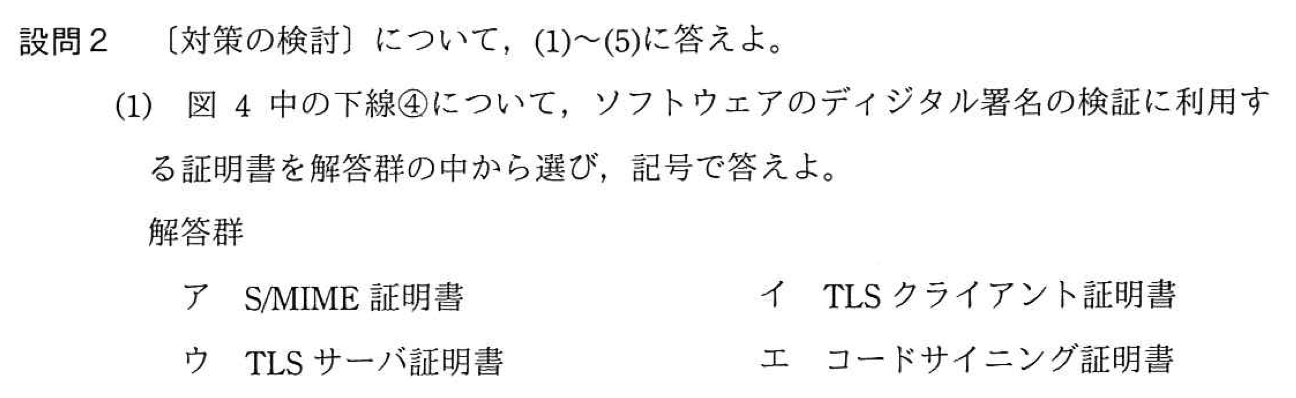 設問2 〔対策の検討〕について，(1)～(5)に答えよ。
(1) 図 4 中の下線④について，ソフトウェアのディジタル署名の検証に利用す
る証明書を解答群の中から選び，記号で答えよ。
解答群
ア S/MIME 証明書 イ TLS クライアント証明書
ウ TLS サーバ証明書 エ コードサイニング証明書